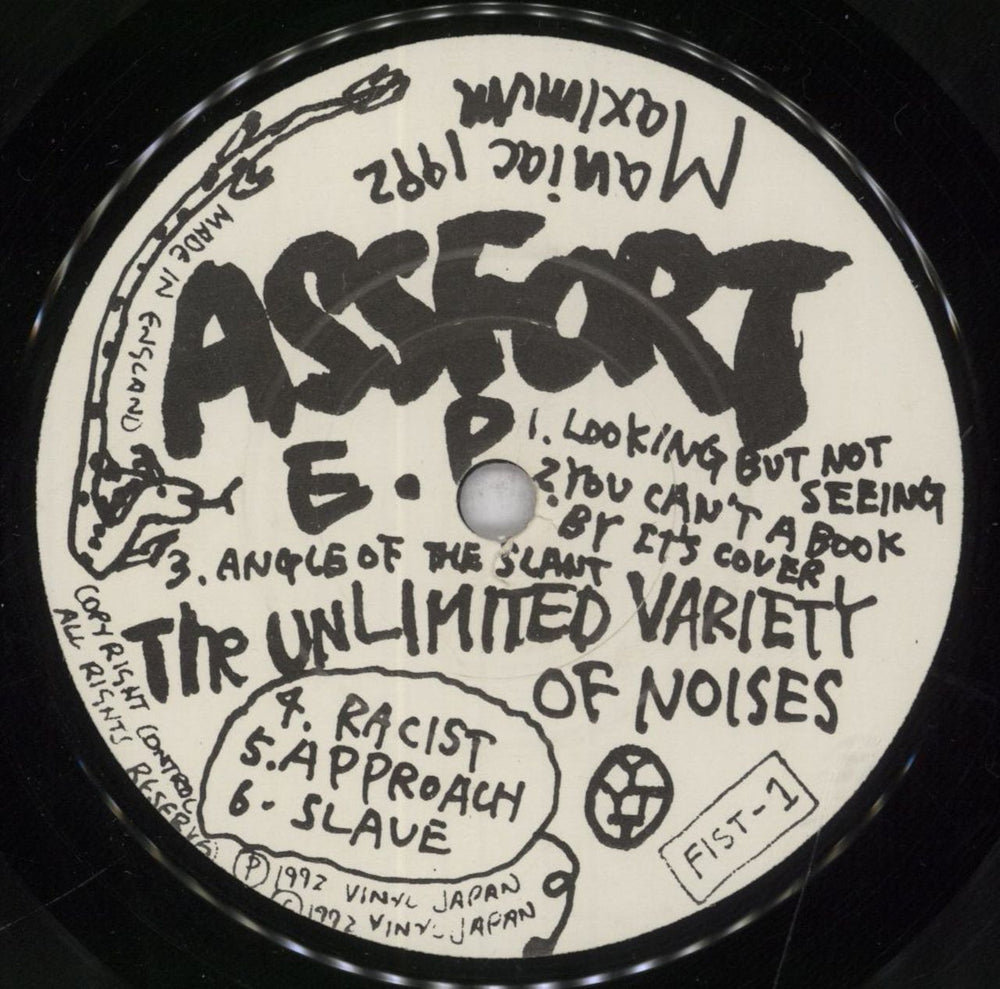 Maniac 1992
Maximum
MADE IN ENGLAND
ASSFORT
E.P
1. LOOKING BUT NOT
SEEING
2. YOU CAN'T A BOOK
BY IT'S COVER
3. ANGLE OF THE SLANT
THE UNLIMITED VARIETY
OF NOISES
4. RACIST
5. APPROACH
6. SLAVE
FIST-1
COPYRIGHT CONTROL
ALL RIGHTS RESERVE
Ⓟ 1992 VINYL JAPAN
© 1992 VINYL JAPAN